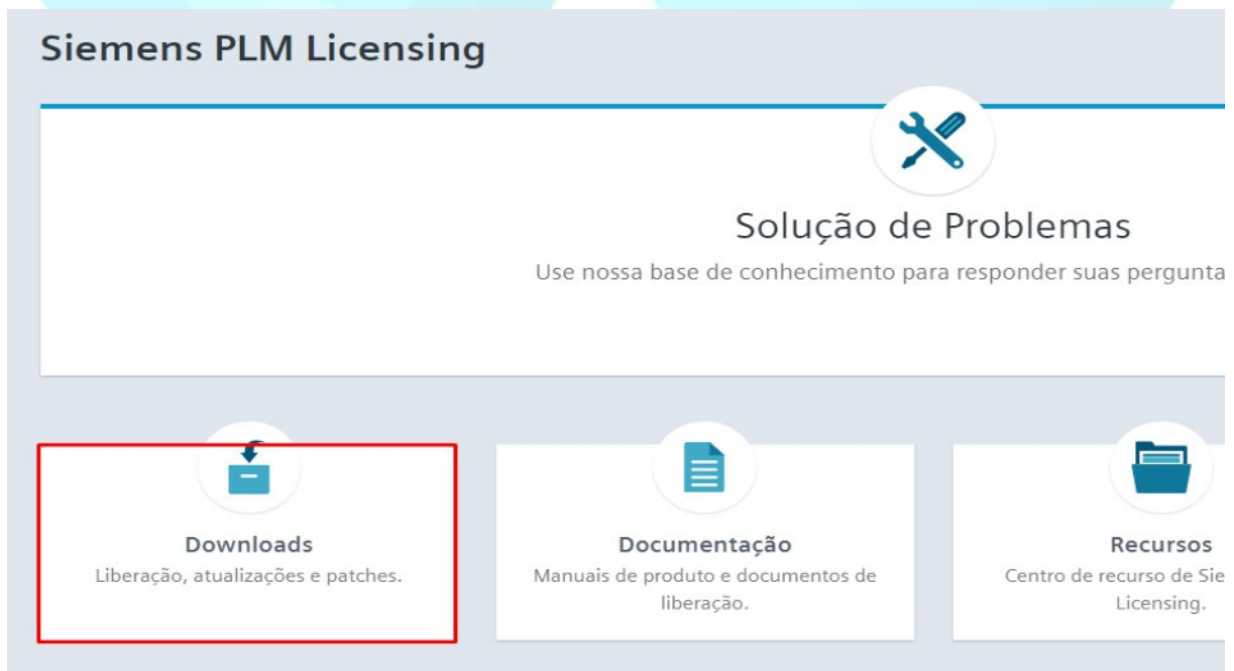 Siemens PLM Licensing
Solução de Problemas
Use nossa base de conhecimento para responder suas pergunta
Downloads
Liberação, atualizações e patches.
Documentação
Manuais de produto e documentos de
liberação.
Recursos
Centro de recurso de Sie
Licensing.